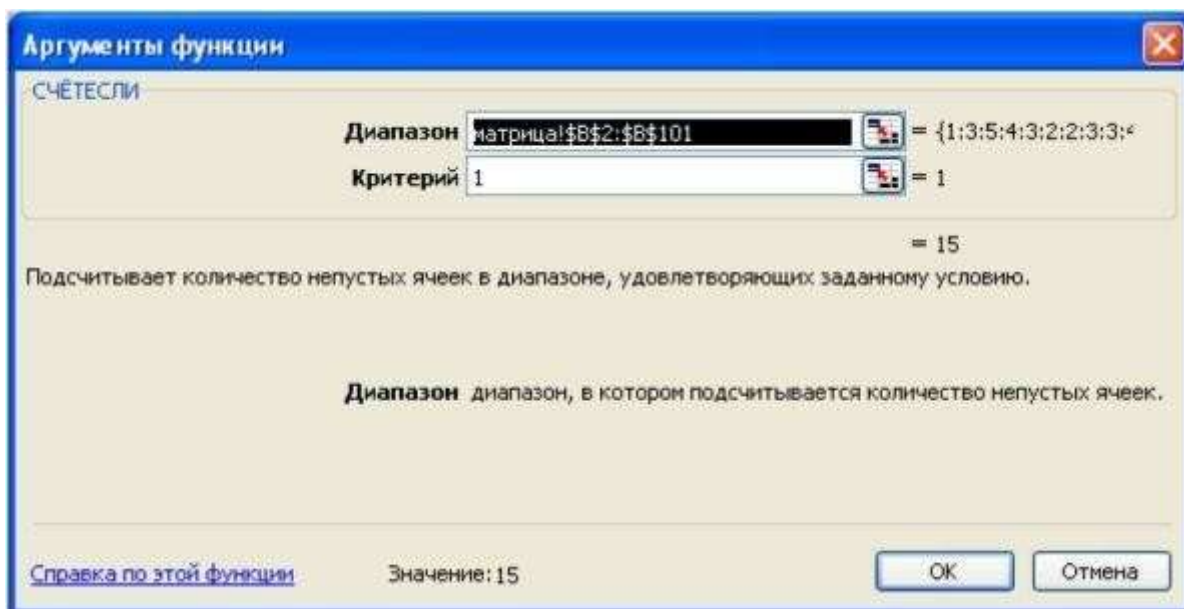 Аргументы функции
СЧЁТЕСЛИ
Диапазон матрица!$B$2:$B$101 = {1:3:5:4:3:2:2:3:3:4
Критерий 1 = 1
= 15
Подсчитывает количество непустых ячеек в диапазоне, удовлетворяющих заданному условию.
Диапазон диапазон, в котором подсчитывается количество непустых ячеек.
Справка по этой функции Значение: 15 ОК Отмена